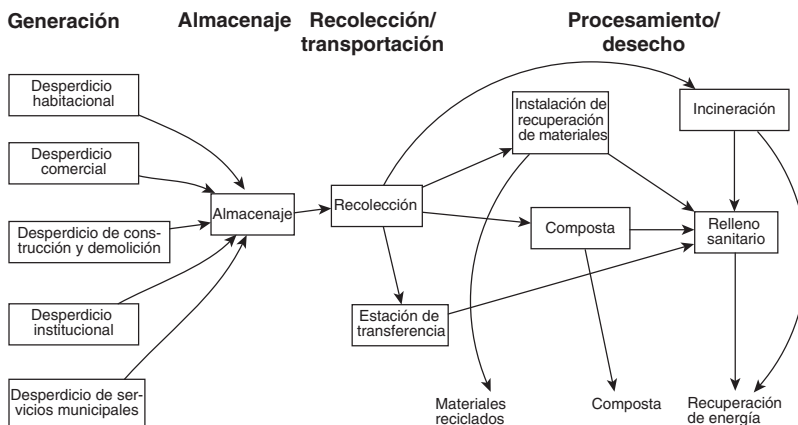 Generación
Almacenaje
Recolección/
transportación
Procesamiento/
desecho
Desperdicio
habitacional
Desperdicio
comercial
Desperdicio de cons-
trucción y demolición
Desperdicio
institucional
Desperdicio de ser-
vicios municipales
Almacenaje
Recolección
Estación de
transferencia
Instalación de
recuperación
de materiales
Composta
Incineración
Relleno
sanitario
Materiales
reciclados
Composta
Recuperación
de energía